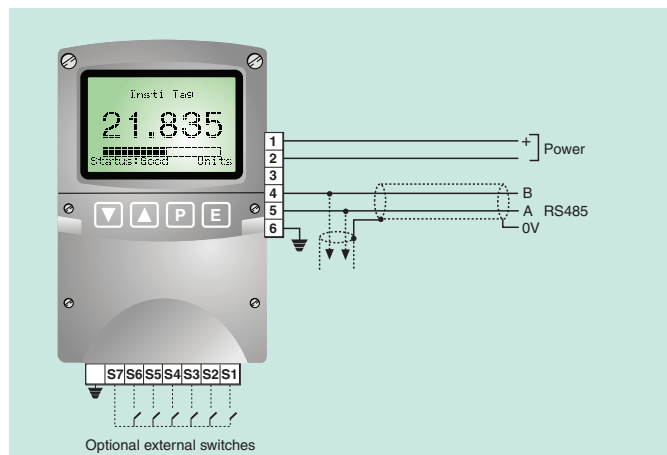 Insti Tag
21.835
Status:Good Units
▼ ▲ P E
1
2
3
4
5
6
+
Power
B
A RS485
0V
S7 S6 S5 S4 S3 S2 S1
Optional external switches